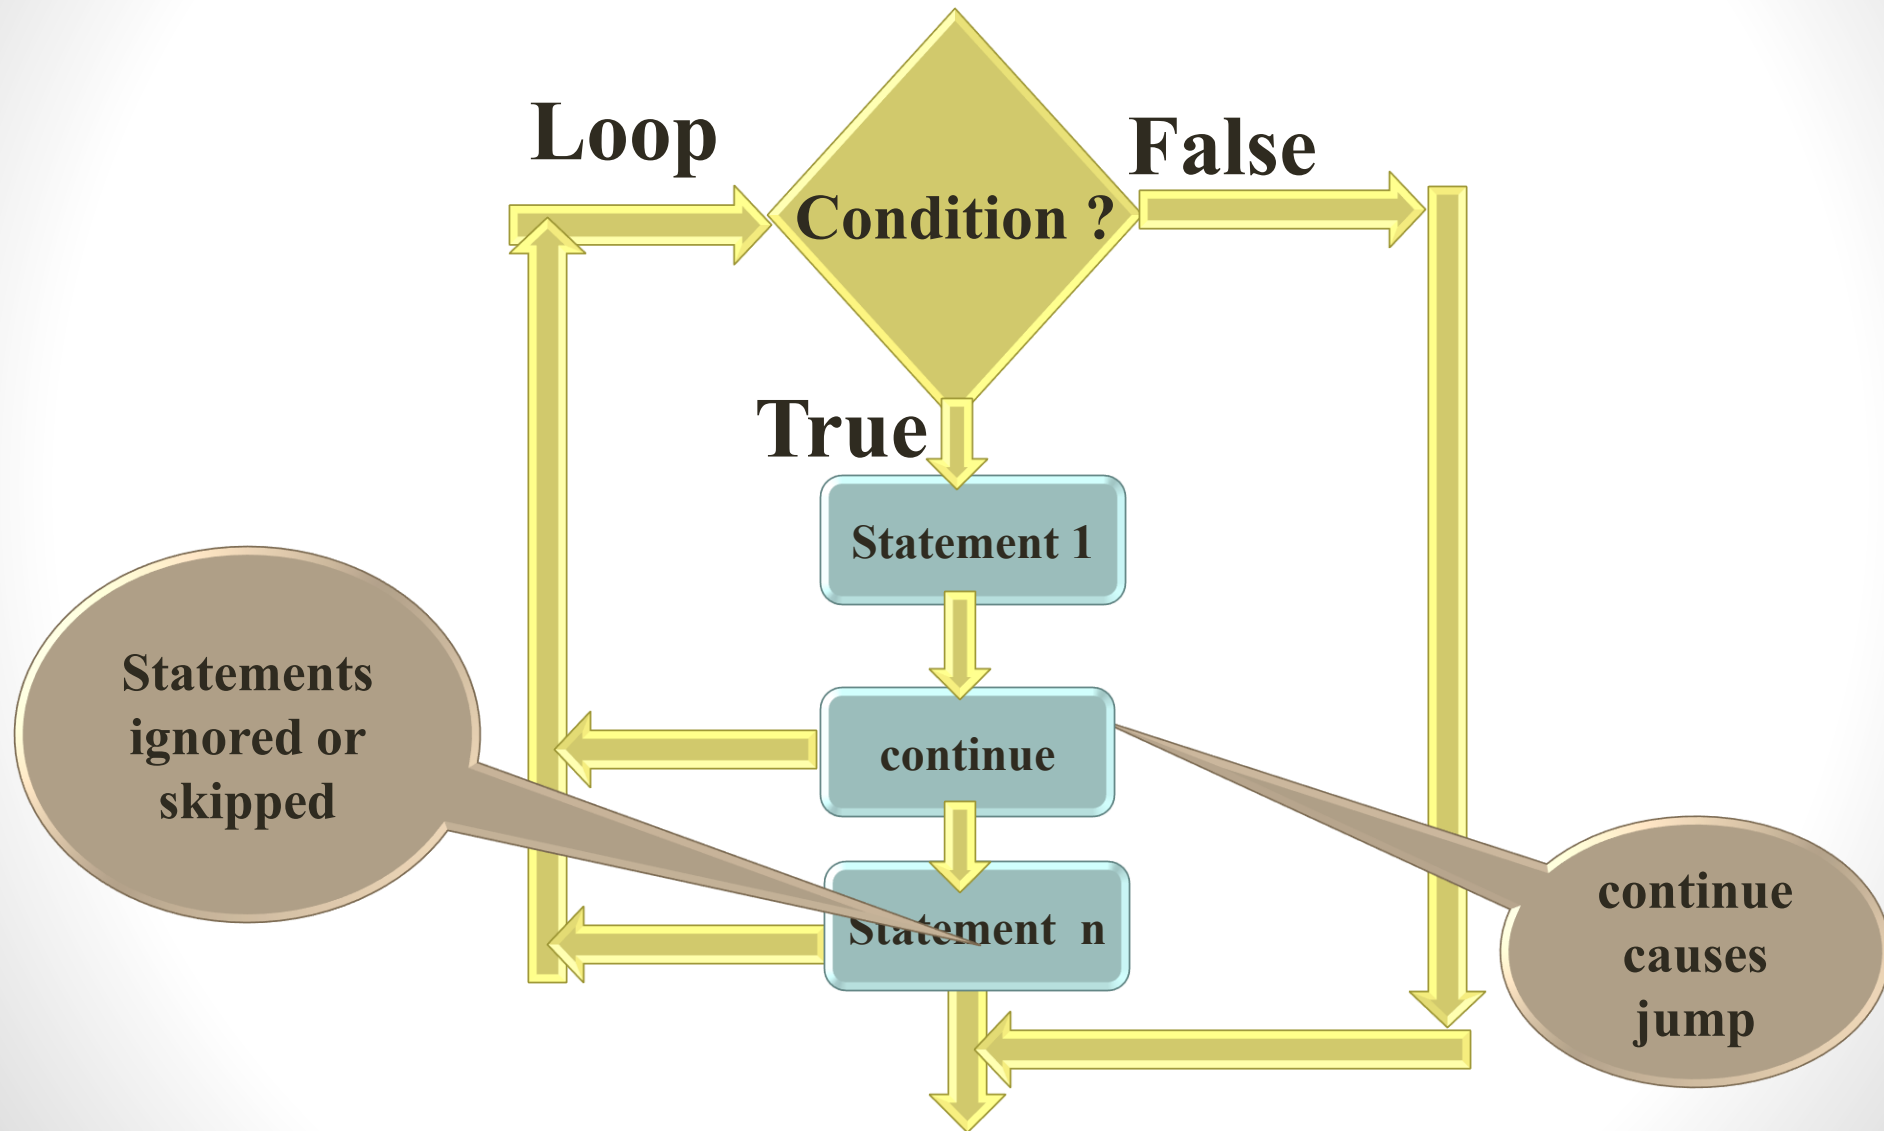 Loop
False
Condition ?
True
Statement 1
Statements
ignored or
skipped
continue
Statement n
continue
causes
jump